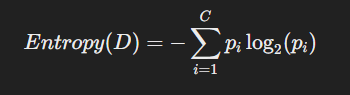 Entropy(D) = − ∑_{i=1}^{C} p_i log_2(p_i)